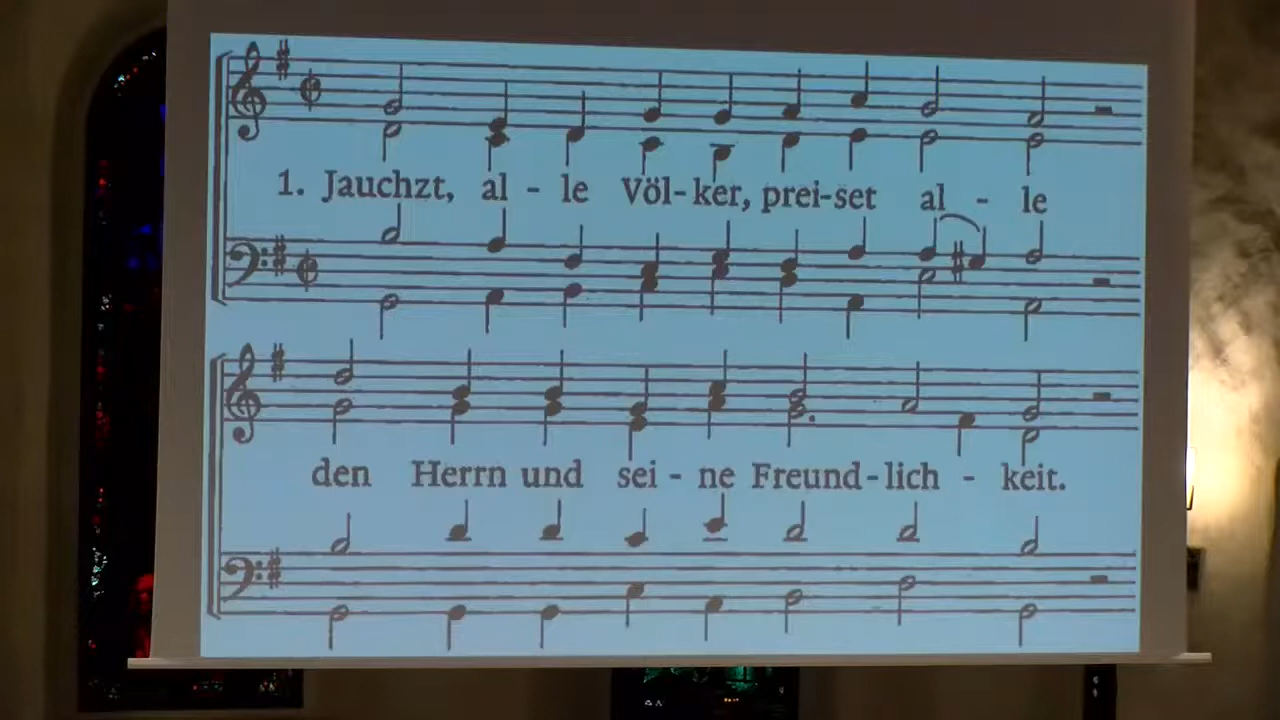 1. Jauchzt, al - le Völ-ker, prei-set al - le
den Herrn und sei - ne Freund-lich - keit.